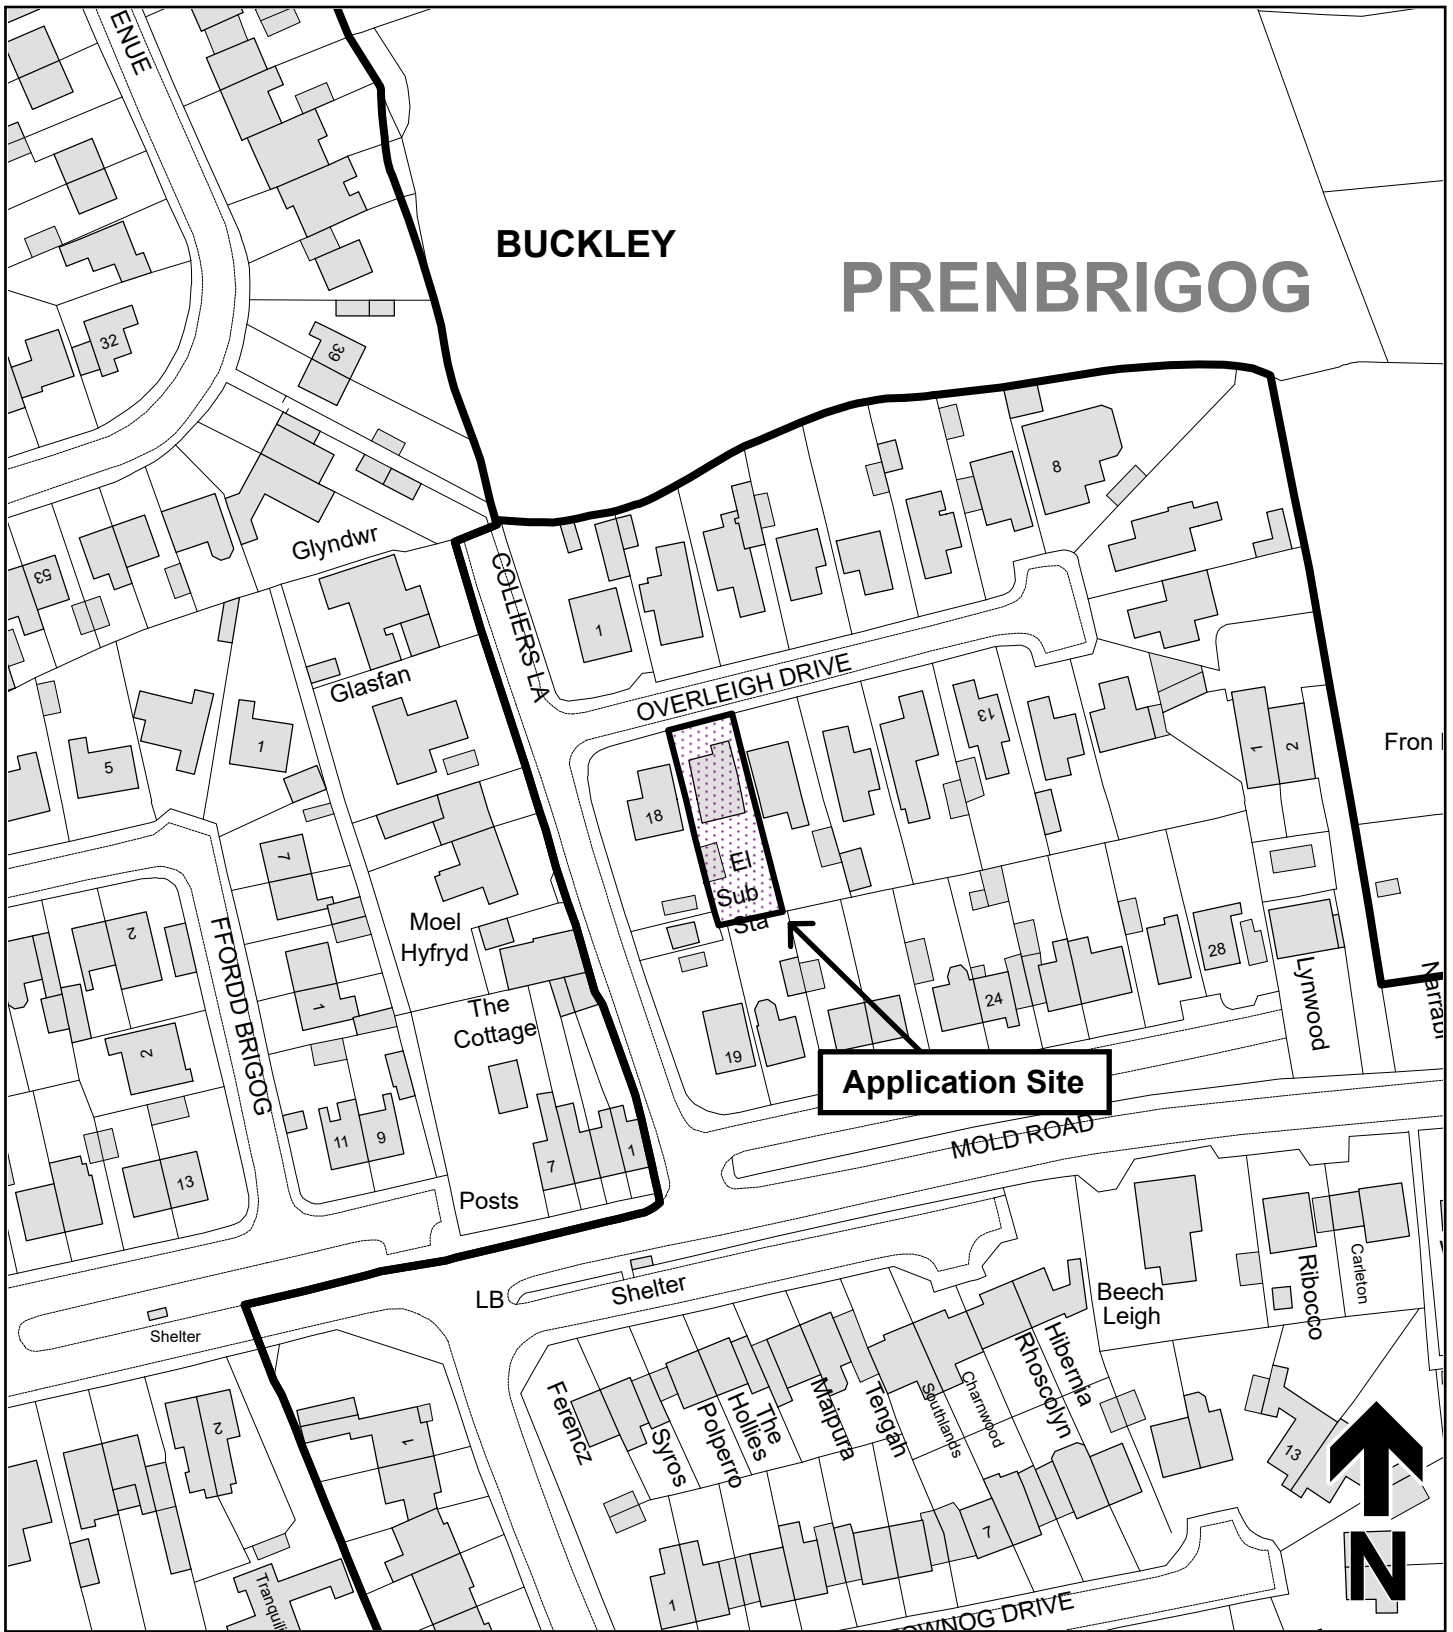 ENUE
BUCKLEY
PRENBRIGOG
32
39
8
Glyndwr
COLLIERS LA
53
1
Glasfan
OVERLEIGH DRIVE
1
5
13
1
2
Fron
18
7
El
Sub
Sta
2
FFORDD BRIGOG
Moel
Hyfryd
28
Lynwood
1
The
Cottage
24
2
19
Application Site
MOLD ROAD
11
9
7
1
13
Posts
Beech
Leigh
Ribocco
Carleton
LB
Shelter
Shelter
Ferencz
Syros
Polperro
The
Hollies
Maipura
Tengah
Southlands
Charnwood
Rhoscolyn
Hibernia
2
1
13
7
1
N
OWNOG DRIVE